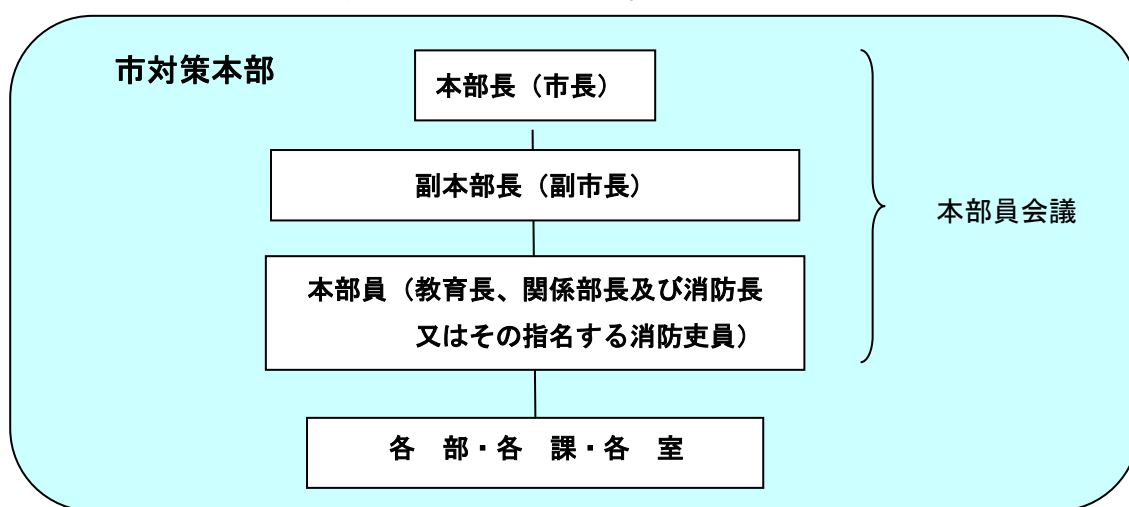 市対策本部
本部長（市長）
副本部長（副市長）
本部員（教育長、関係部長及び消防長
又はその指名する消防吏員）
本部員会議
各　部・各　課・各　室